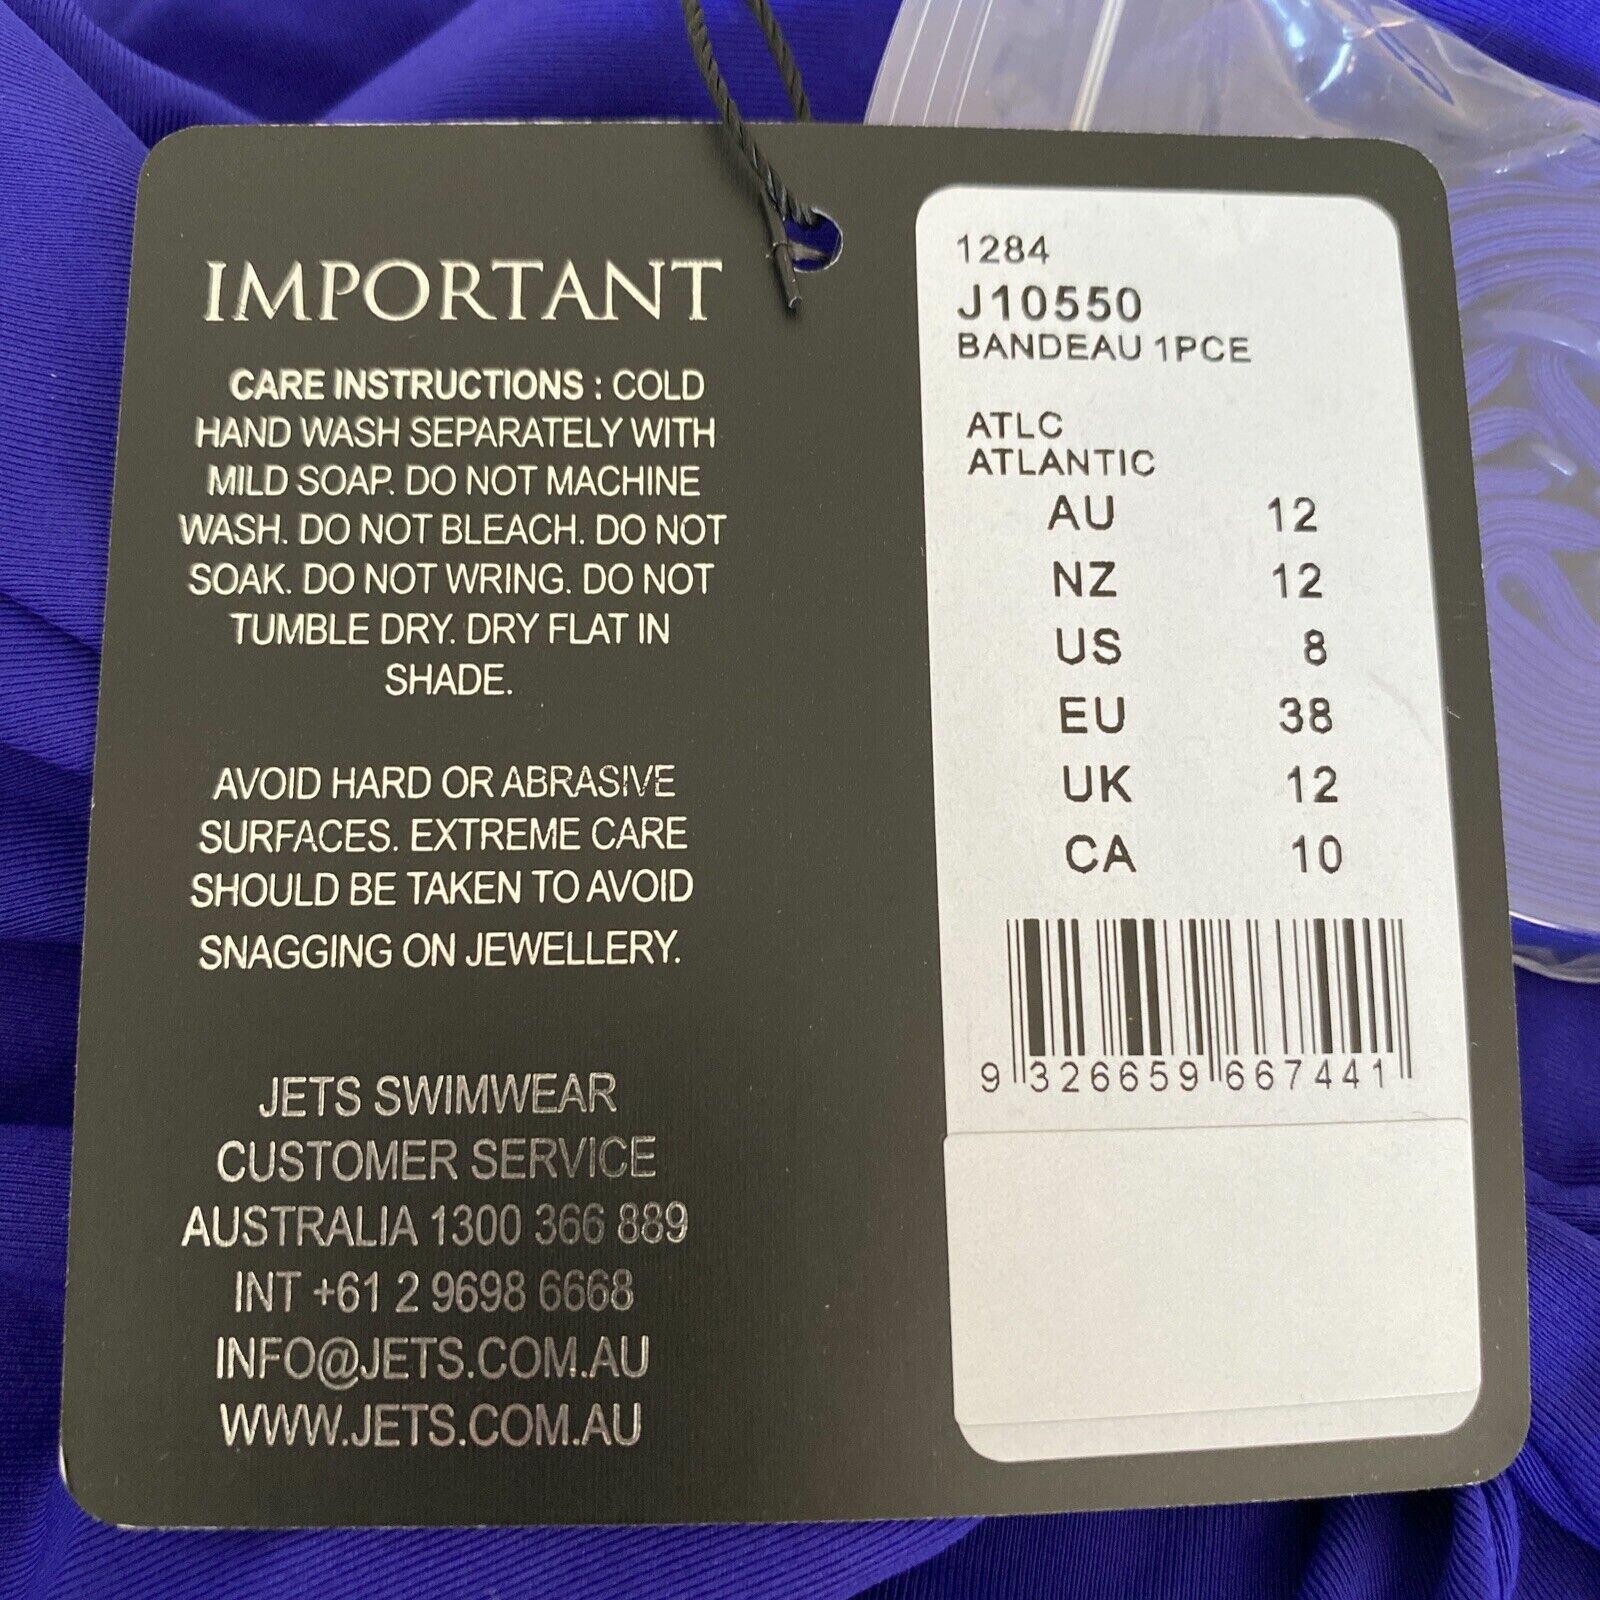 IMPORTANT
CARE INSTRUCTIONS : COLD
HAND WASH SEPARATELY WITH
MILD SOAP. DO NOT MACHINE
WASH. DO NOT BLEACH. DO NOT
SOAK. DO NOT WRING. DO NOT
TUMBLE DRY. DRY FLAT IN
SHADE.
AVOID HARD OR ABRASIVE
SURFACES. EXTREME CARE
SHOULD BE TAKEN TO AVOID
SNAGGING ON JEWELLERY.
JETS SWIMWEAR
CUSTOMER SERVICE
AUSTRALIA 1300 366 889
INT +61 2 9698 6668
INFO@JETS.COM.AU
WWW.JETS.COM.AU
1284
J10550
BANDEAU 1PCE
ATLC
ATLANTIC
AU 12
NZ 12
US 8
EU 38
UK 12
CA 10
9 326659 667441